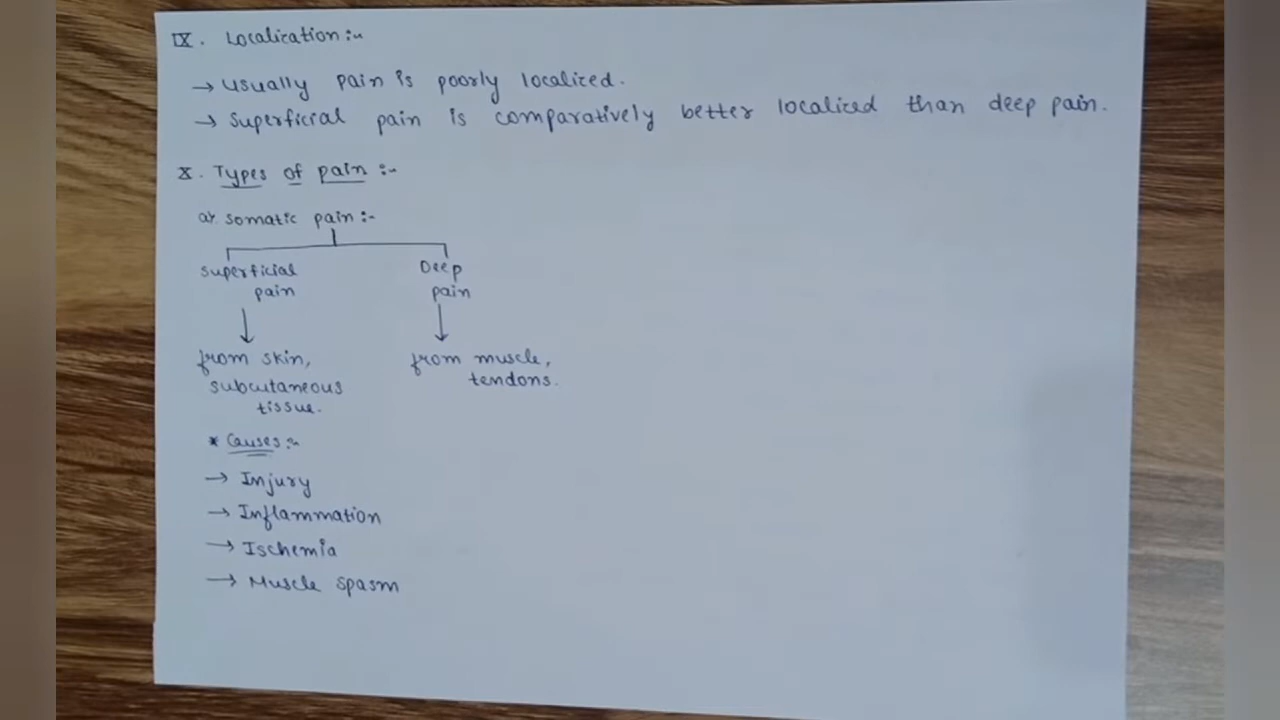 IX. Localization :-
→ Usually pain is poorly localized.
→ Superficial pain is comparatively better localized than deep pain.
X. Types of pain :-
a) Somatic pain :-
Superficial pain
Deep pain
from skin, subcutaneous tissue.
from muscle, tendons.
* Causes :-
→ Injury
→ Inflammation
→ Ischemia
→ Muscle spasm